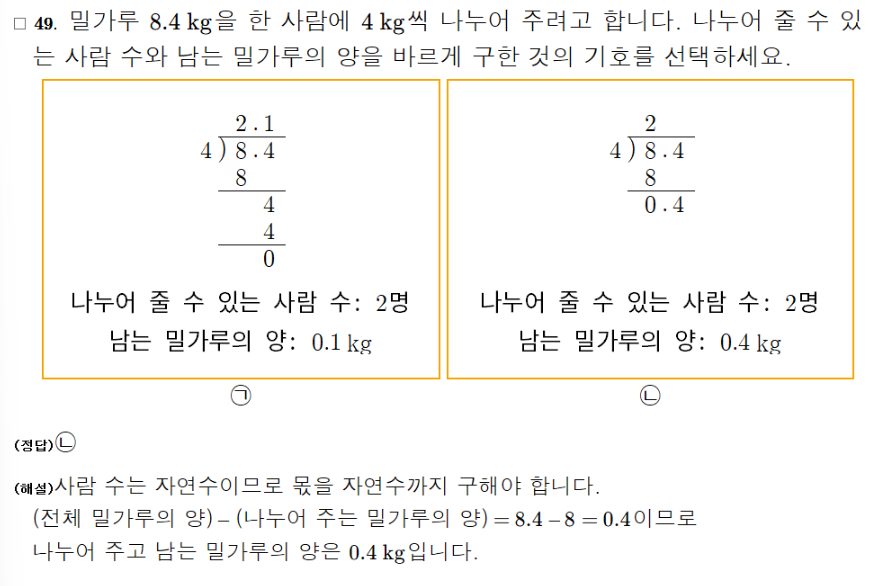 □ 49. 밀가루 8.4 kg을 한 사람에 4 kg씩 나누어 주려고 합니다. 나누어 줄 수 있
는 사람 수와 남는 밀가루의 양을 바르게 구한 것의 기호를 선택하세요.
2.1
4 ) 8.4
8
4
4
0
나누어 줄 수 있는 사람 수: 2명
남는 밀가루의 양: 0.1 kg
㉠
2
4 ) 8.4
8
0.4
나누어 줄 수 있는 사람 수: 2명
남는 밀가루의 양: 0.4 kg
㉡
(정답)㉡
(해설)사람 수는 자연수이므로 몫을 자연수까지 구해야 합니다.
(전체 밀가루의 양) – (나누어 주는 밀가루의 양) = 8.4 – 8 = 0.4이므로
나누어 주고 남는 밀가루의 양은 0.4 kg입니다.